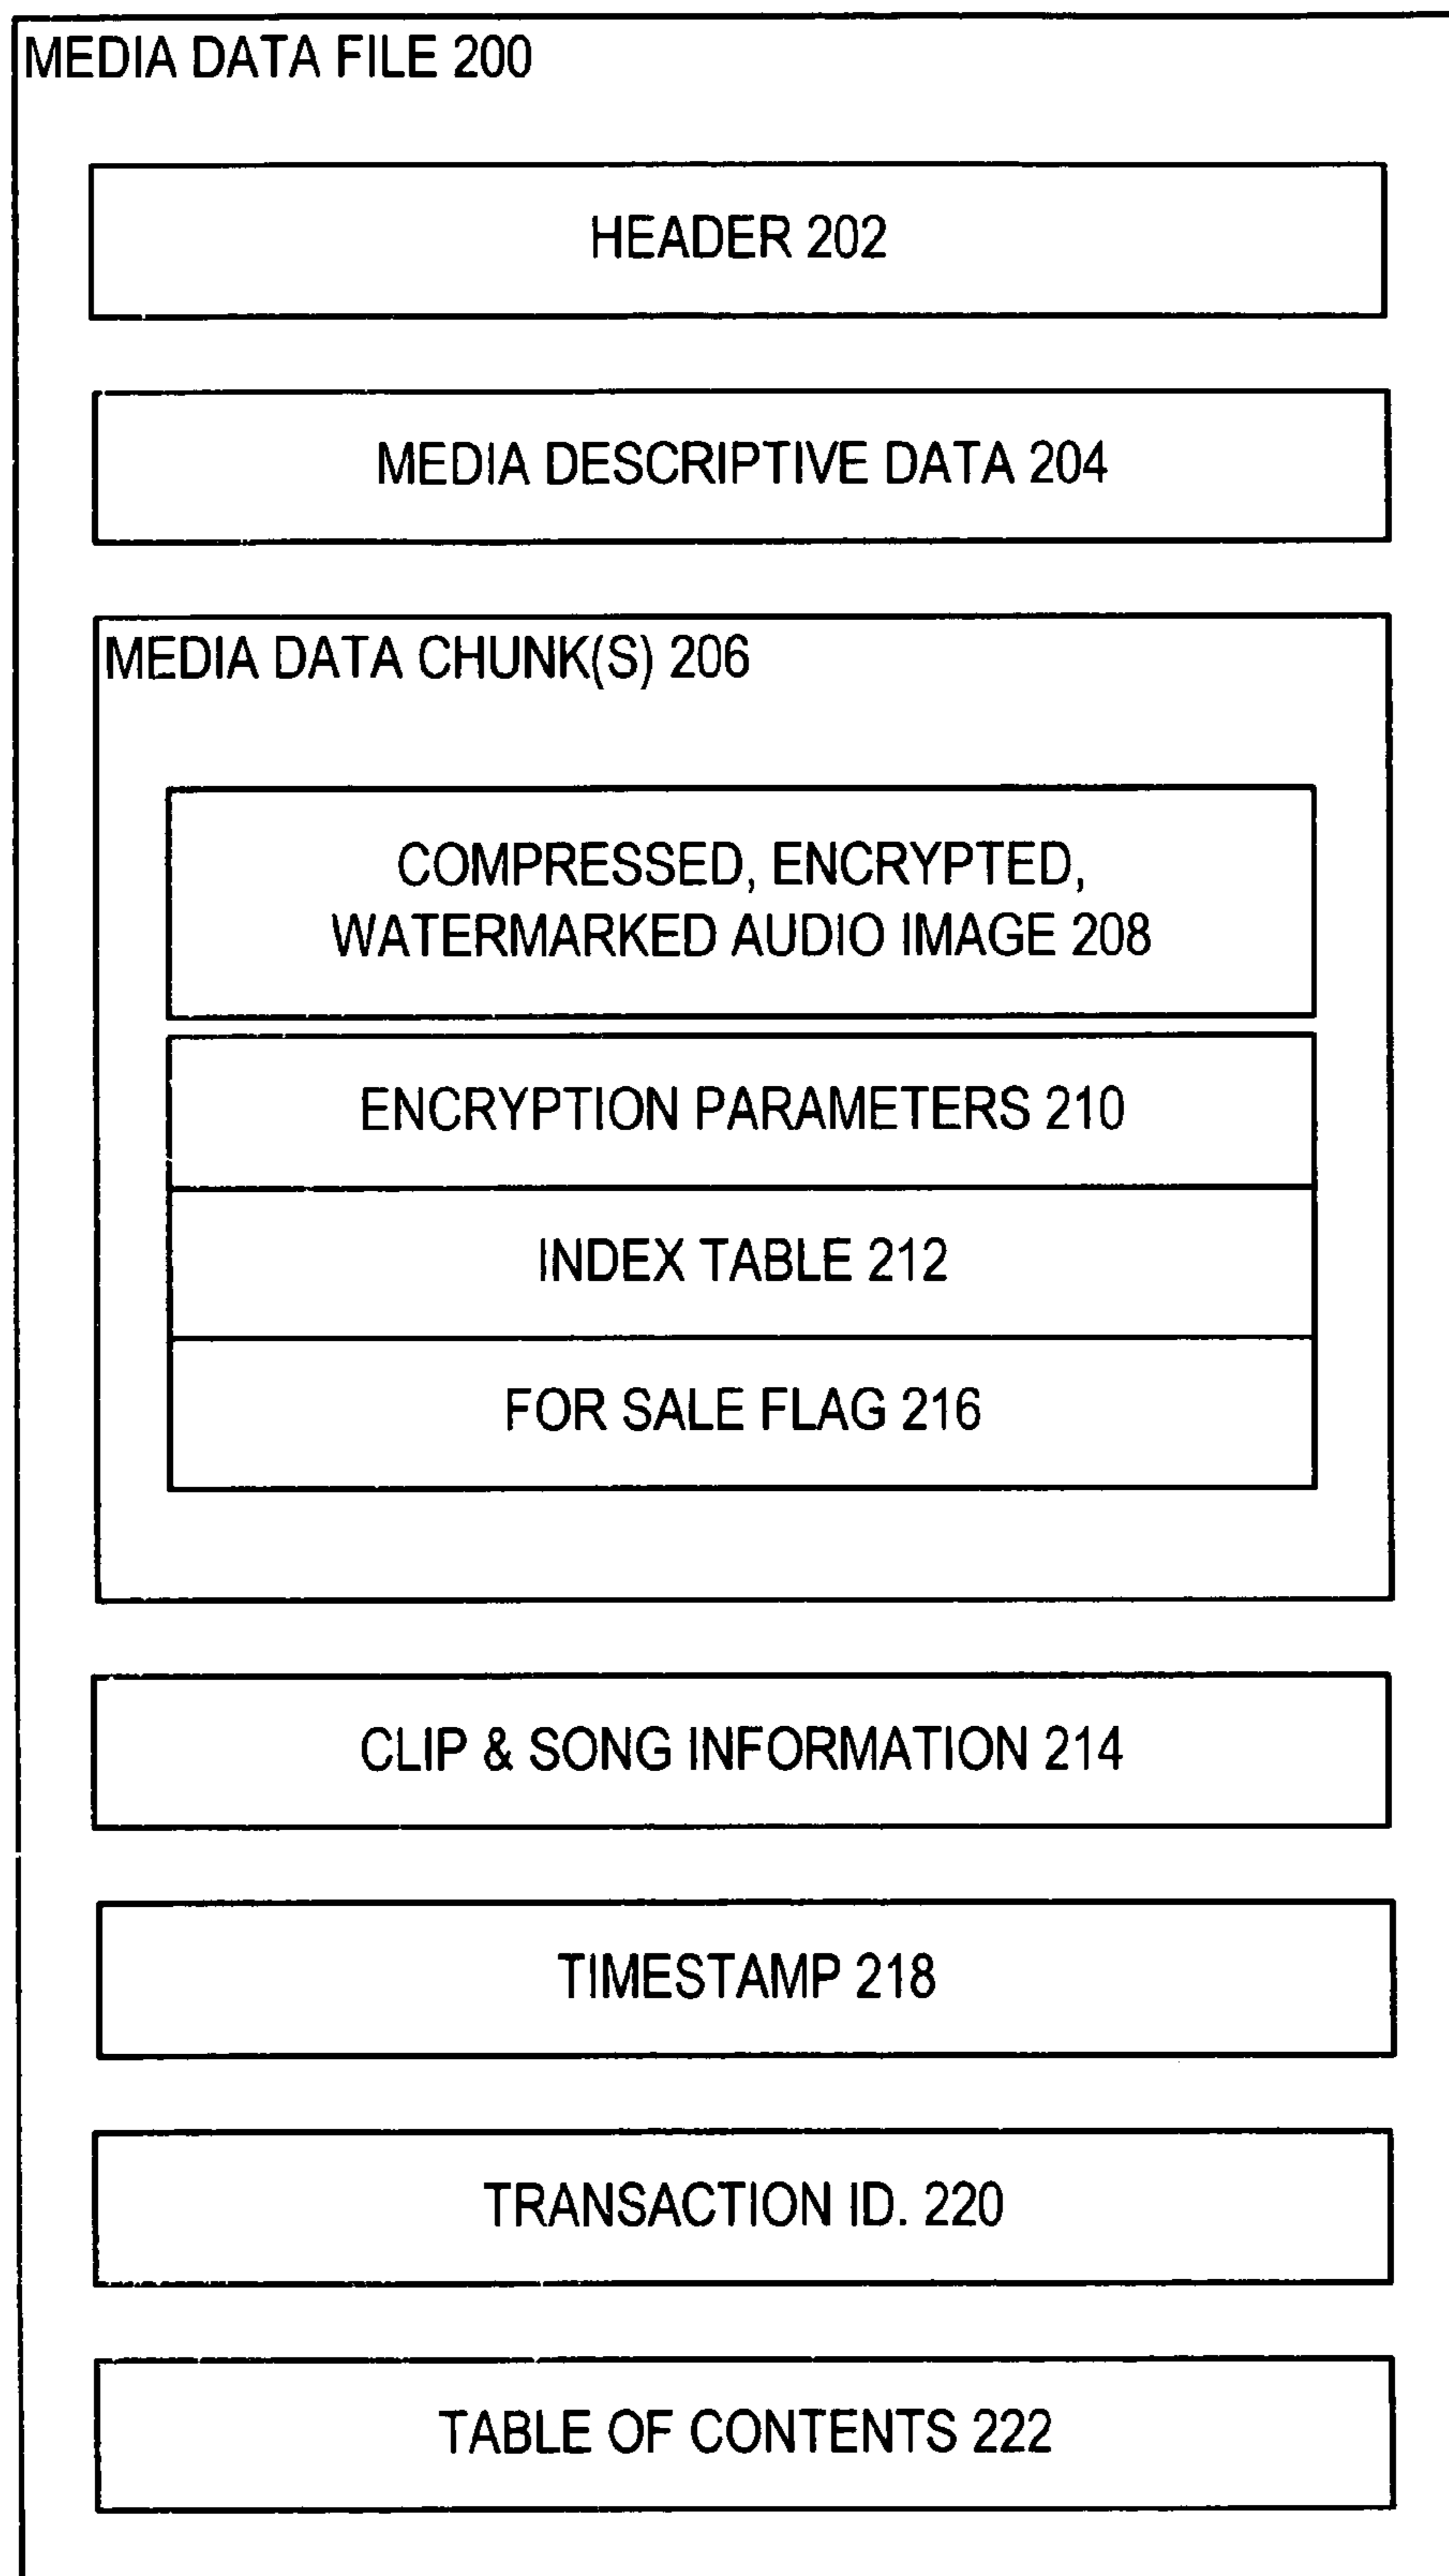 MEDIA DATA FILE 200
HEADER 202
MEDIA DESCRIPTIVE DATA 204
MEDIA DATA CHUNK(S) 206
COMPRESSED, ENCRYPTED,
WATERMARKED AUDIO IMAGE 208
ENCRYPTION PARAMETERS 210
INDEX TABLE 212
FOR SALE FLAG 216
CLIP & SONG INFORMATION 214
TIMESTAMP 218
TRANSACTION ID. 220
TABLE OF CONTENTS 222